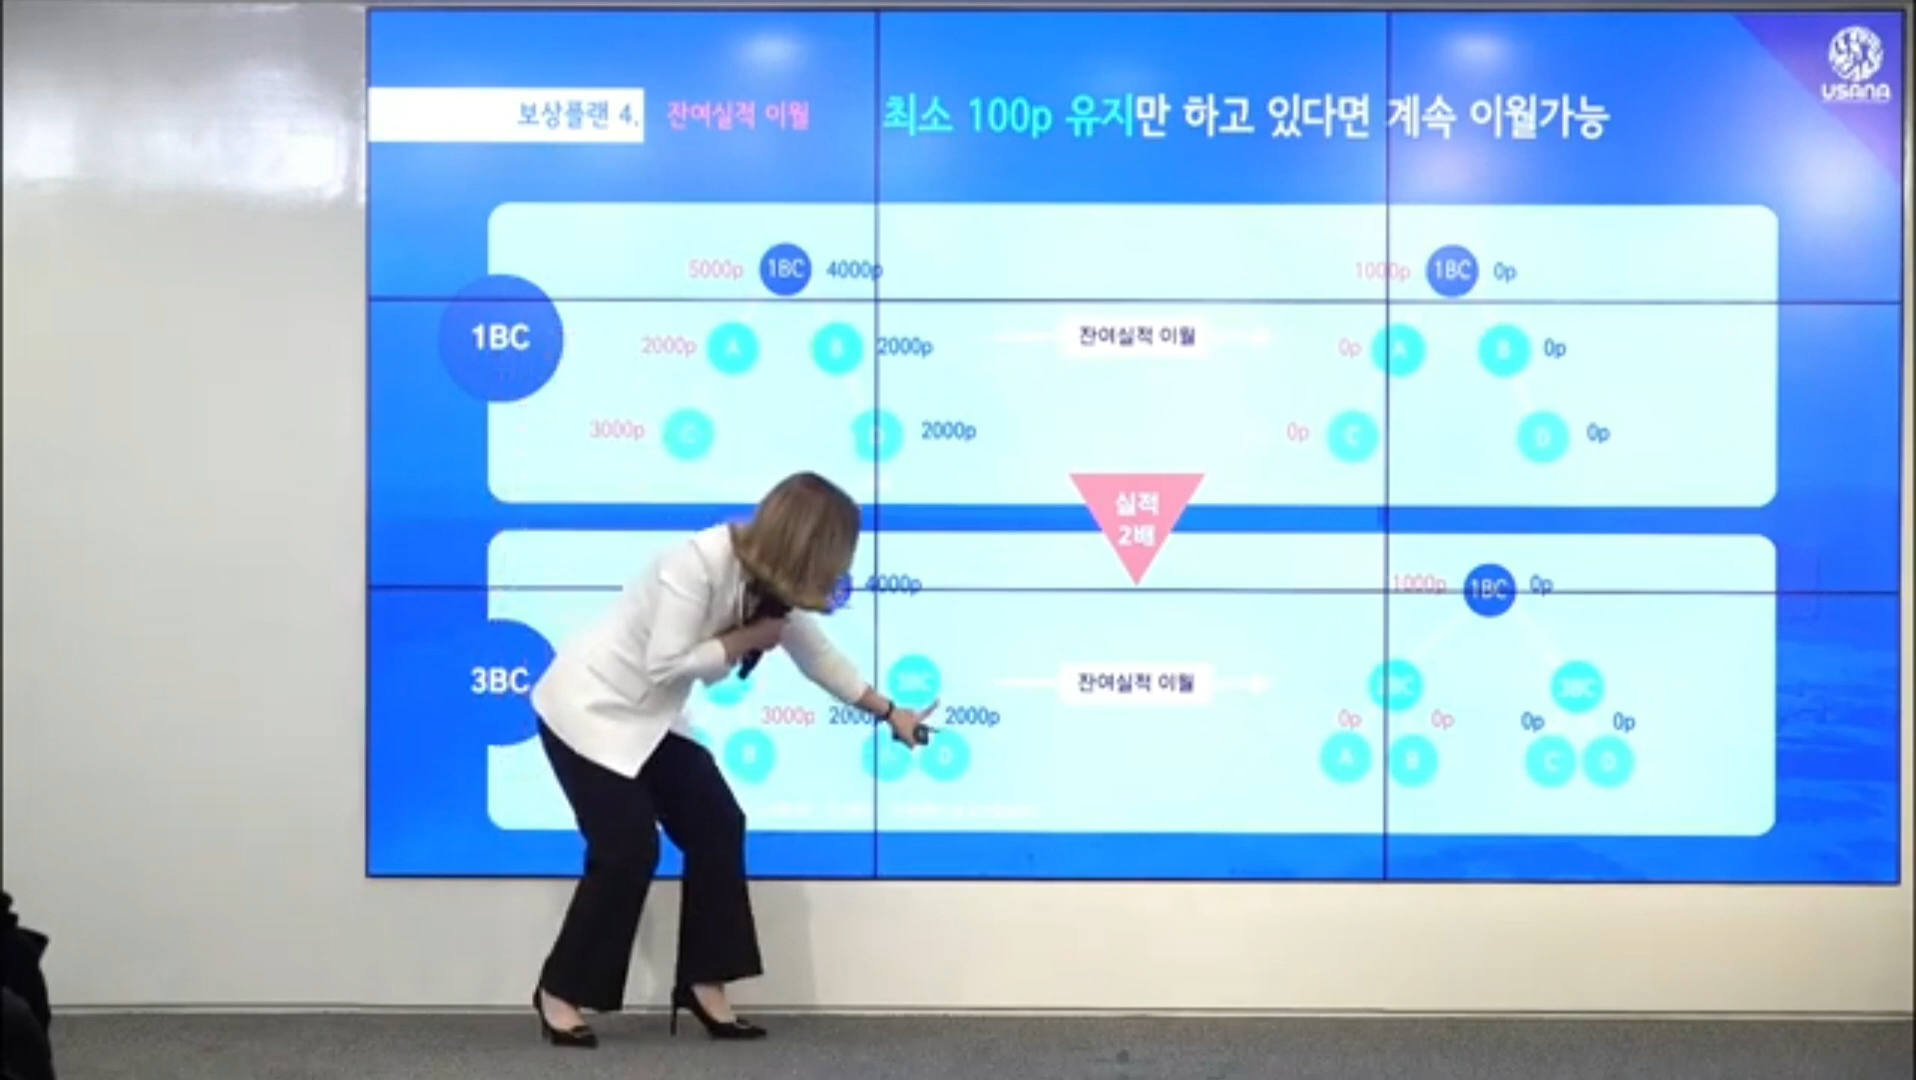 보상플랜 4.
잔여실적 이월
최소 100p 유지만 하고 있다면 계속 이월가능
USANA
1BC
5000p 1BC 4000p
2000p A B 2000p
3000p C D 2000p
잔여실적 이월
1000p 1BC 0p
0p A B 0p
0p C D 0p
실적
2배
3BC
4000p
3BC
3000p 2000p 2000p
B D
잔여실적 이월
1000p 1BC 0p
3BC
0p 0p 0p 0p
A B C D